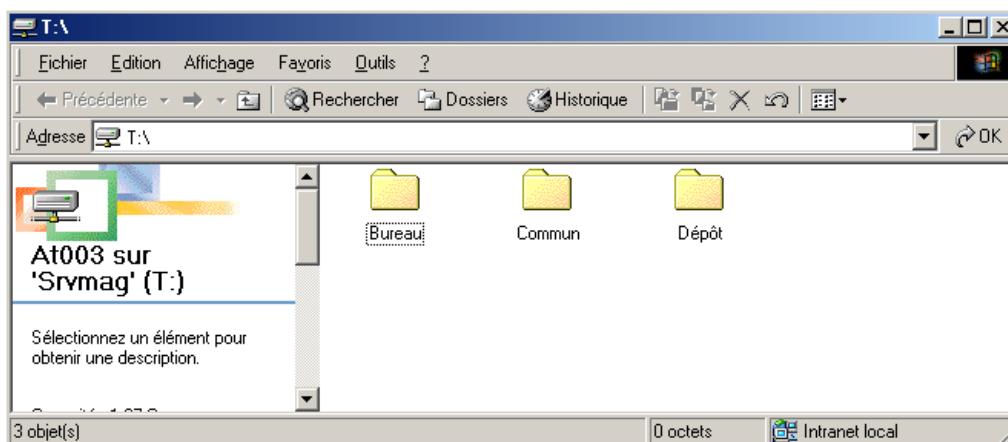 T:\
Fichier Edition Affichage Favoris Outils ?
Précédente Rechercher Dossiers Historique
Adresse T:\ OK
Bureau Commun Dépôt
At003 sur
'Srvmag' (T:)
Sélectionnez un élément pour
obtenir une description.
3 objet(s) 0 octets Intranet local